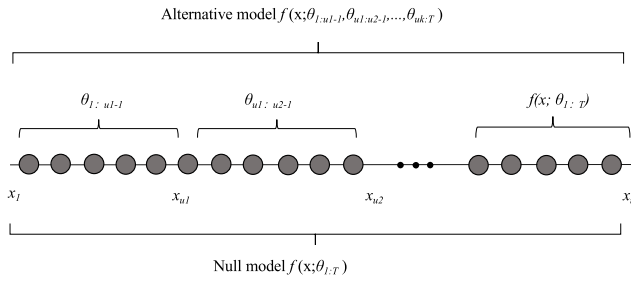 Alternative model f (x;θ1:u1-1,θu1:u2-1,...,θuk:T )
θ1: u1-1 θu1: u2-1 f(x; θ1: T)
x1 xu1 xu2
Null model f (x;θ1:T )